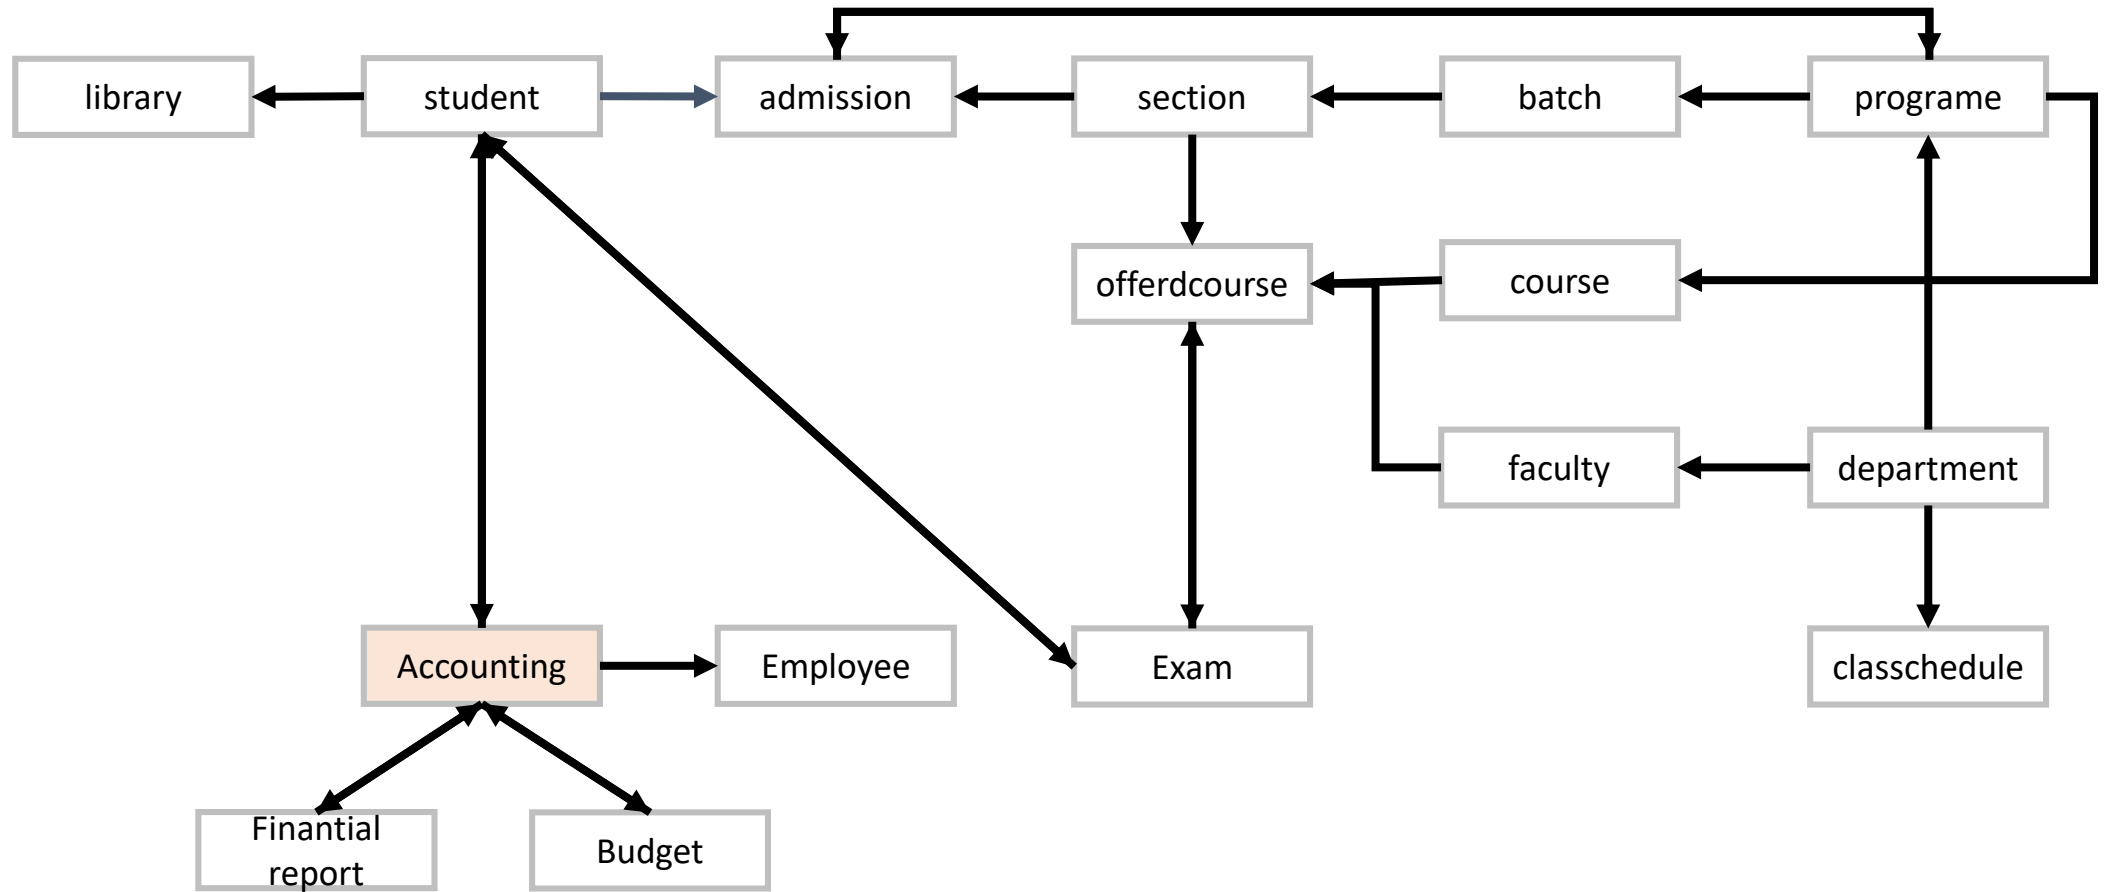 library
student
admission
section
batch
programe
offerdcourse
course
faculty
department
Accounting
Employee
Exam
classchedule
Finantial
report
Budget